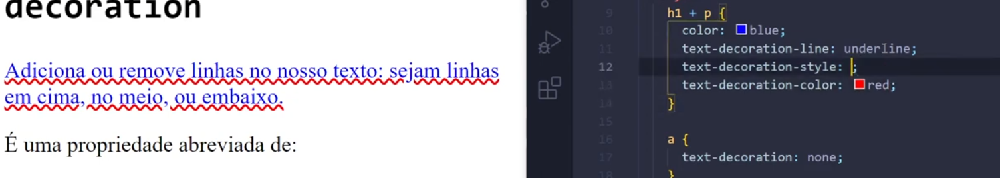 decoration
Adiciona ou remove linhas no nosso texto: sejam linhas
em cima, no meio, ou embaixo.
É uma propriedade abreviada de:
9 h1 + p {
10 color: blue;
11 text-decoration-line: underline;
12 text-decoration-style: ;
13 text-decoration-color: red;
14 }
15
16 a {
17 text-decoration: none;
18 }